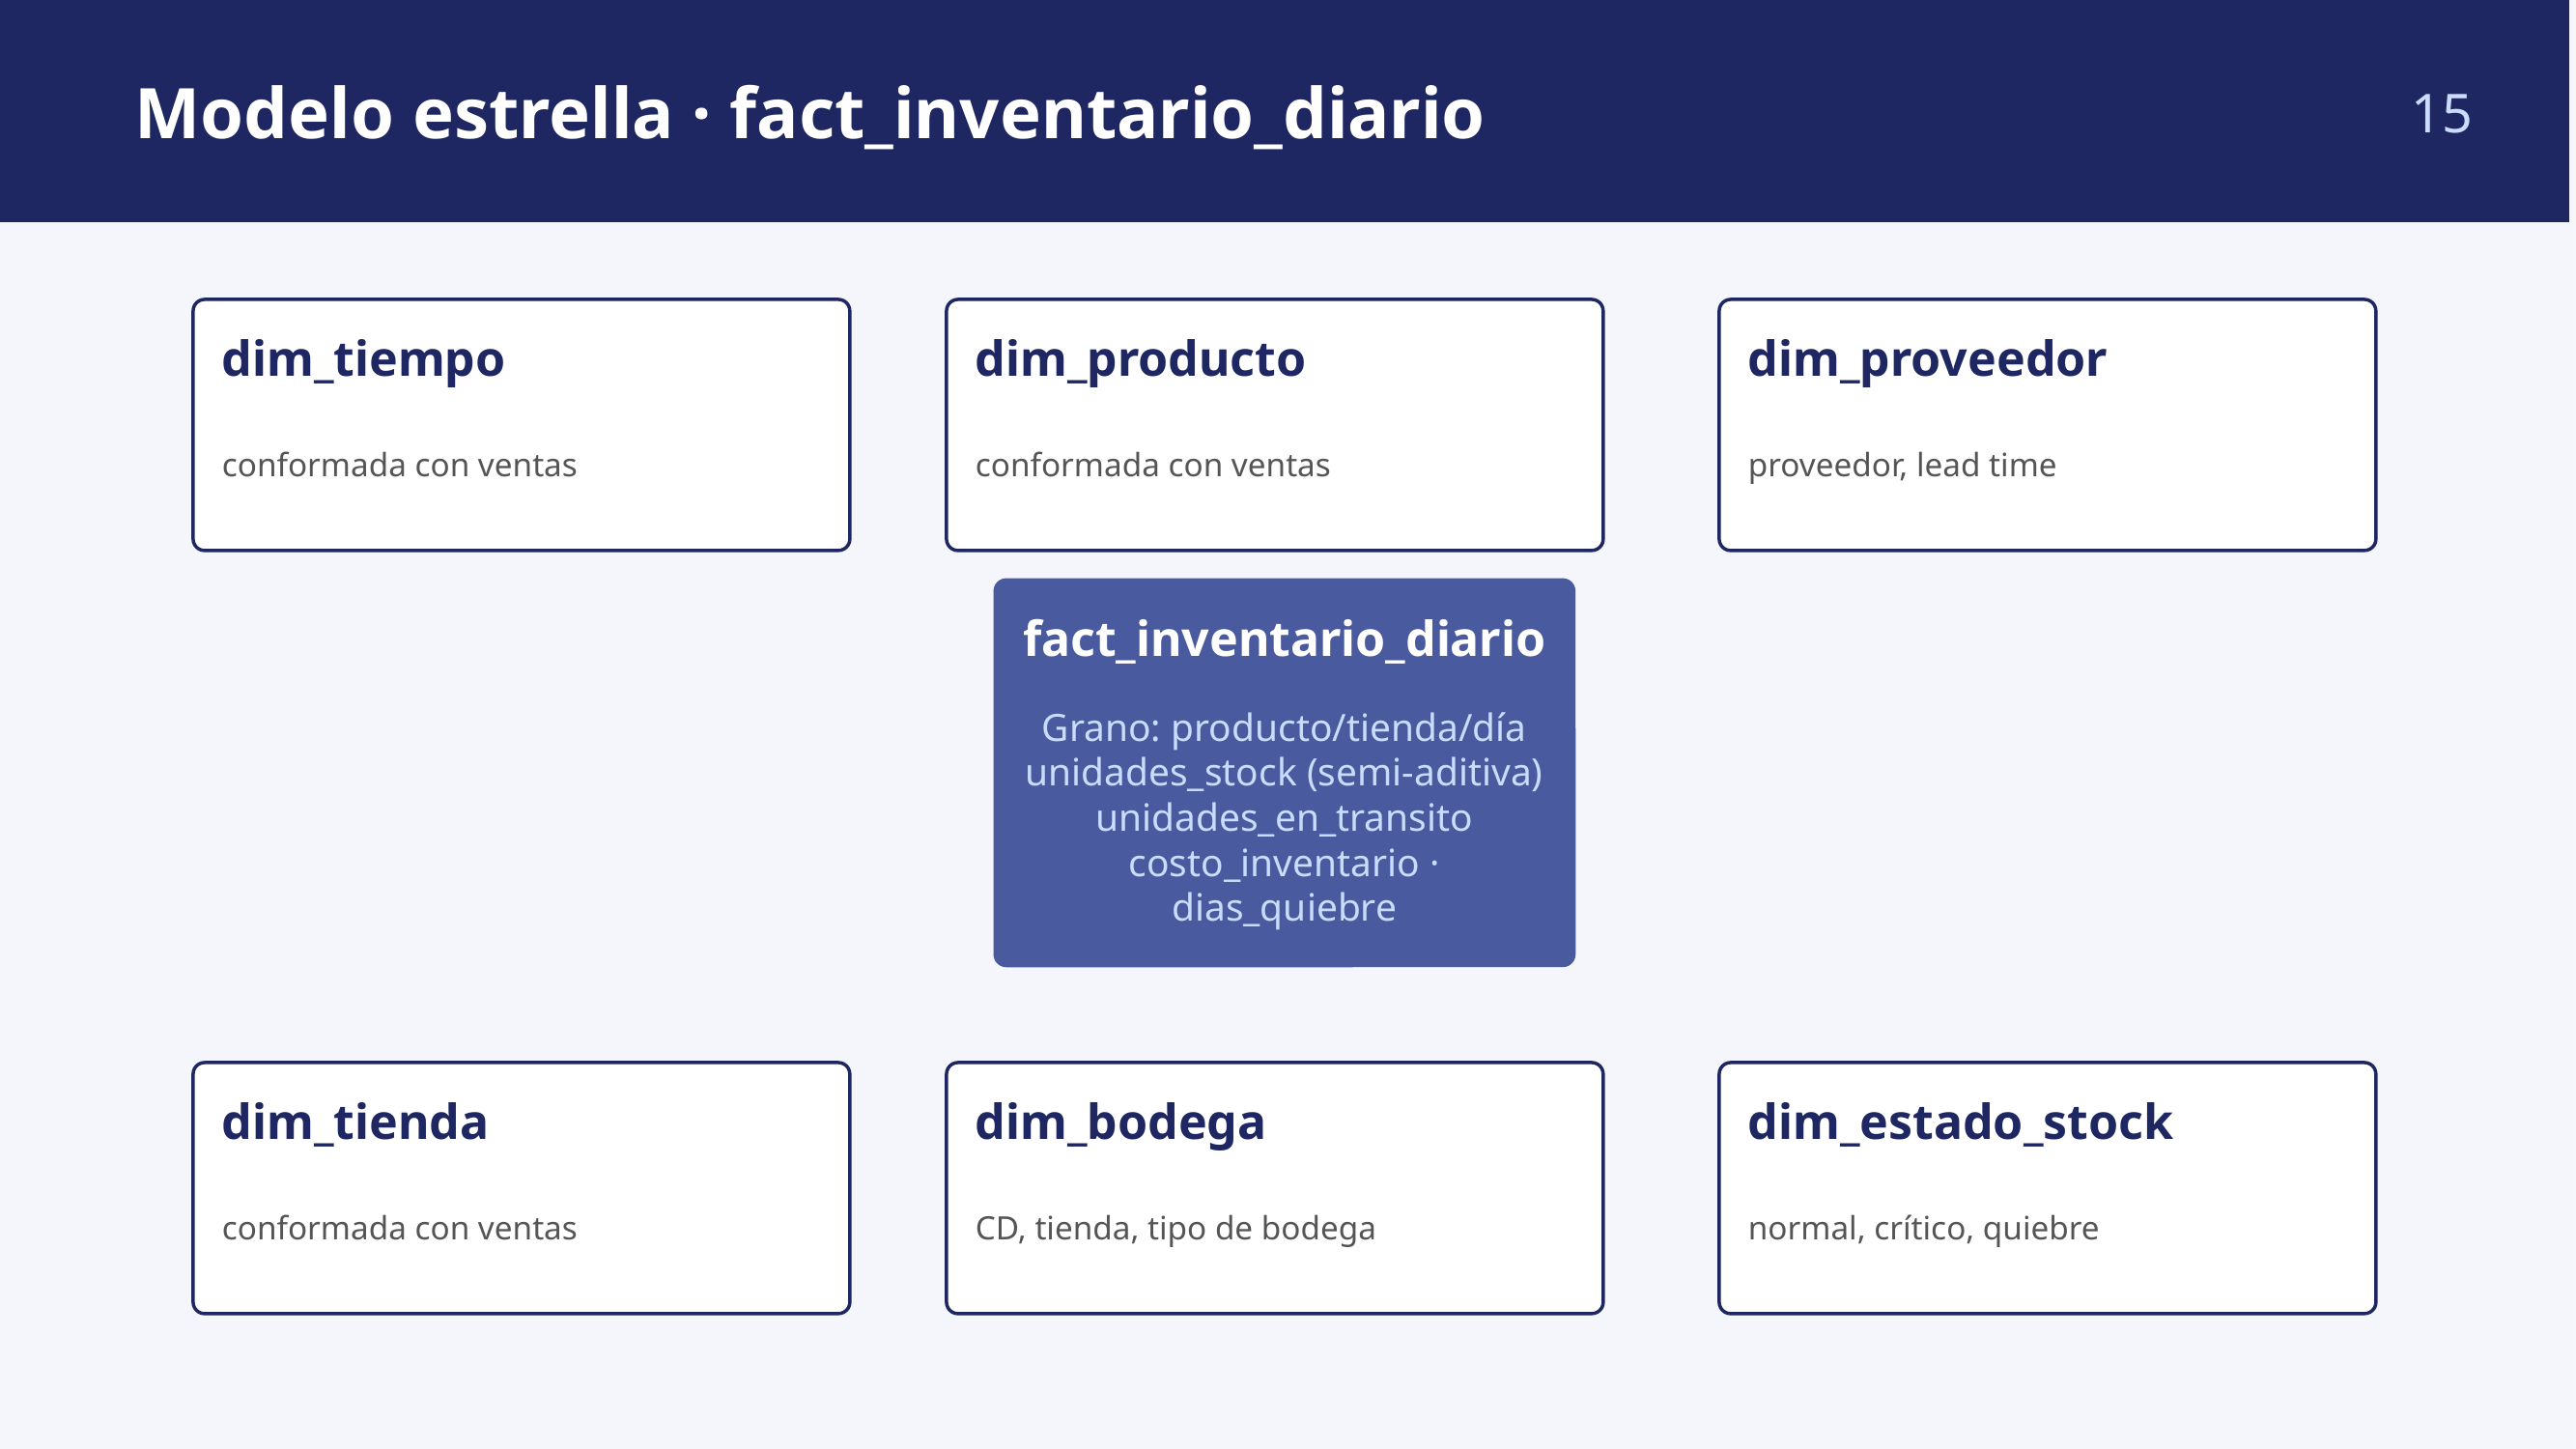 Modelo estrella · fact_inventario_diario
15
dim_tiempo
conformada con ventas
dim_producto
conformada con ventas
dim_proveedor
proveedor, lead time
fact_inventario_diario
Grano: producto/tienda/día
unidades_stock (semi-aditiva)
unidades_en_transito
costo_inventario ·
dias_quiebre
dim_tienda
conformada con ventas
dim_bodega
CD, tienda, tipo de bodega
dim_estado_stock
normal, crítico, quiebre